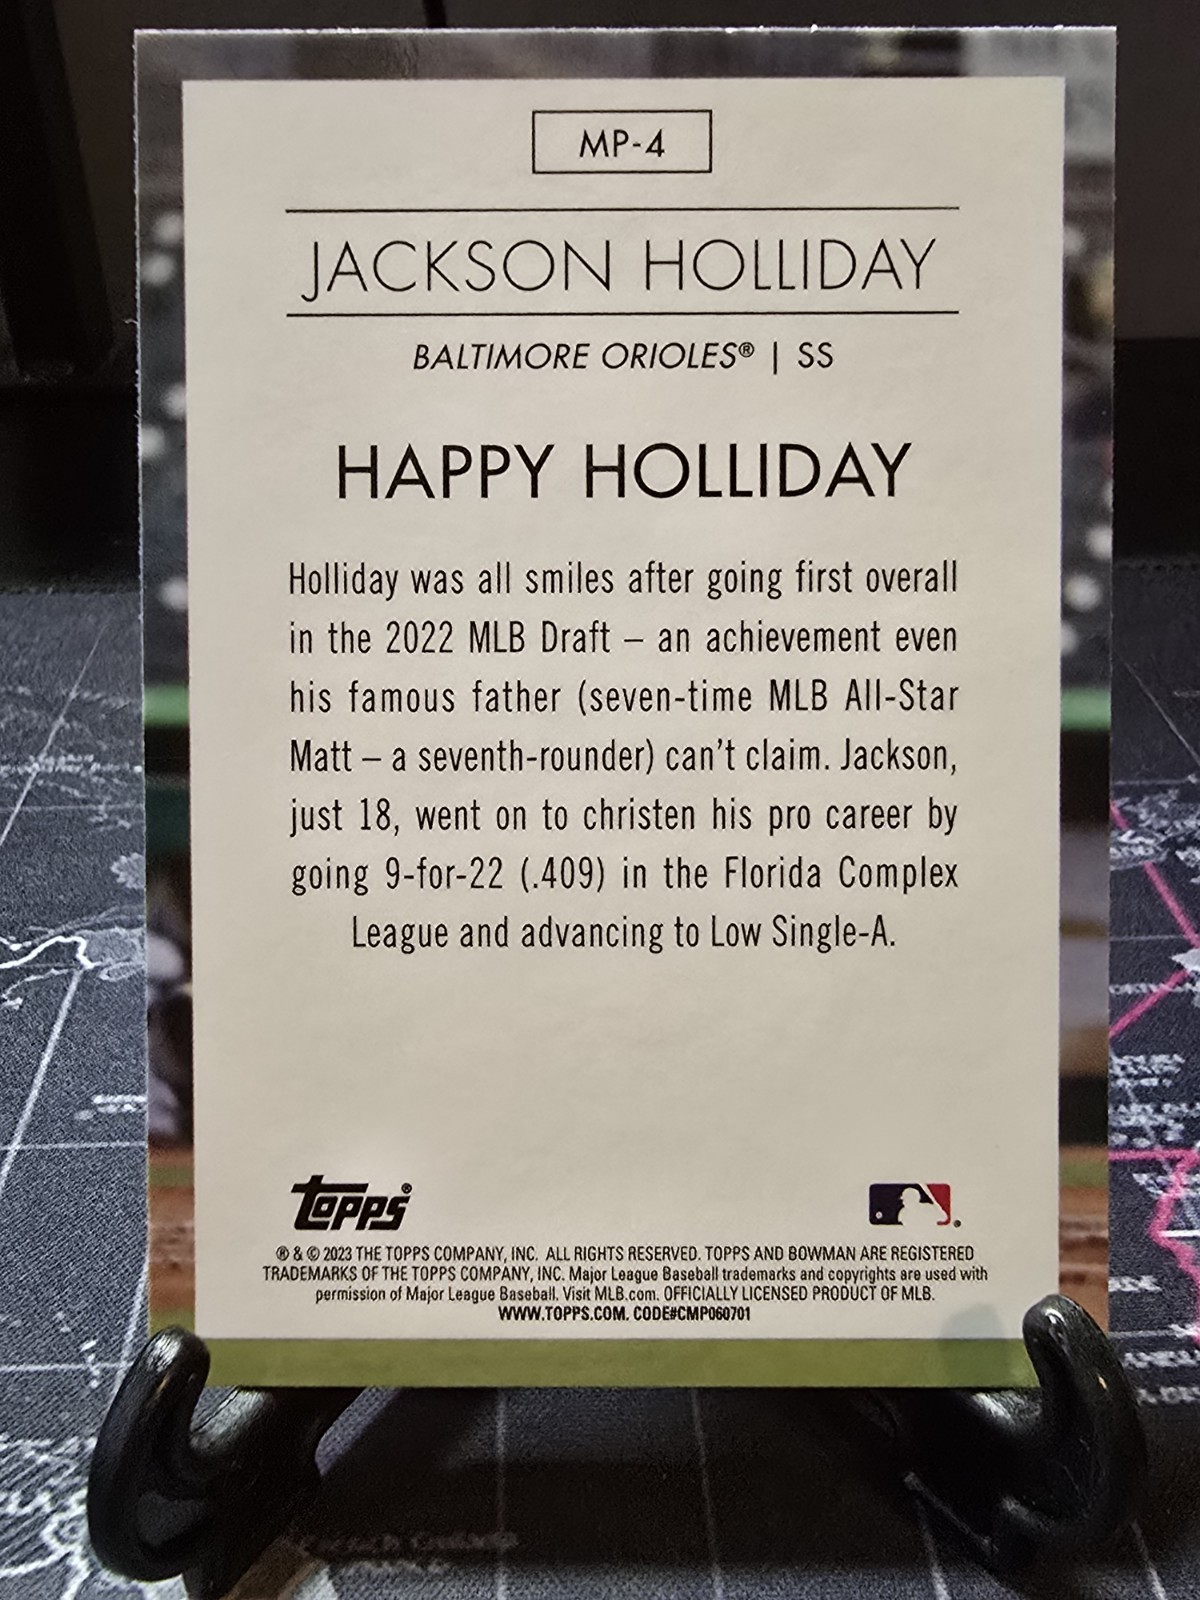 MP-4
JACKSON HOLLIDAY
BALTIMORE ORIOLES® | SS
HAPPY HOLLIDAY
Holliday was all smiles after going first overall
in the 2022 MLB Draft – an achievement even
his famous father (seven-time MLB All-Star
Matt – a seventh-rounder) can't claim. Jackson,
just 18, went on to christen his pro career by
going 9-for-22 (.409) in the Florida Complex
League and advancing to Low Single-A.
topps®
® & © 2023 THE TOPPS COMPANY, INC. ALL RIGHTS RESERVED. TOPPS AND BOWMAN ARE REGISTERED
TRADEMARKS OF THE TOPPS COMPANY, INC. Major League Baseball trademarks and copyrights are used with
permission of Major League Baseball. Visit MLB.com. OFFICIALLY LICENSED PRODUCT OF MLB.
WWW.TOPPS.COM. CODE#CMP060701